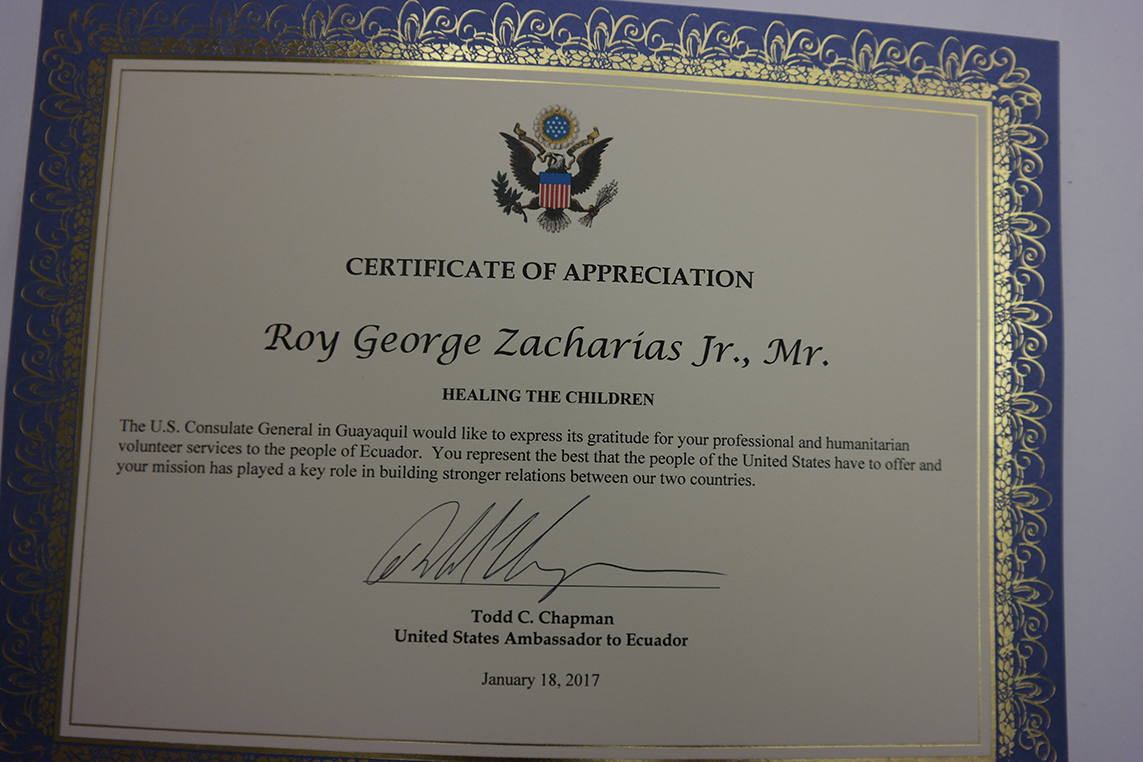 CERTIFICATE OF APPRECIATION
Roy George Zacharias Jr., Mr.
HEALING THE CHILDREN
The U.S. Consulate General in Guayaquil would like to express its gratitude for your professional and humanitarian
volunteer services to the people of Ecuador. You represent the best that the people of the United States have to offer and
your mission has played a key role in building stronger relations between our two countries.
Todd C. Chapman
United States Ambassador to Ecuador
January 18, 2017